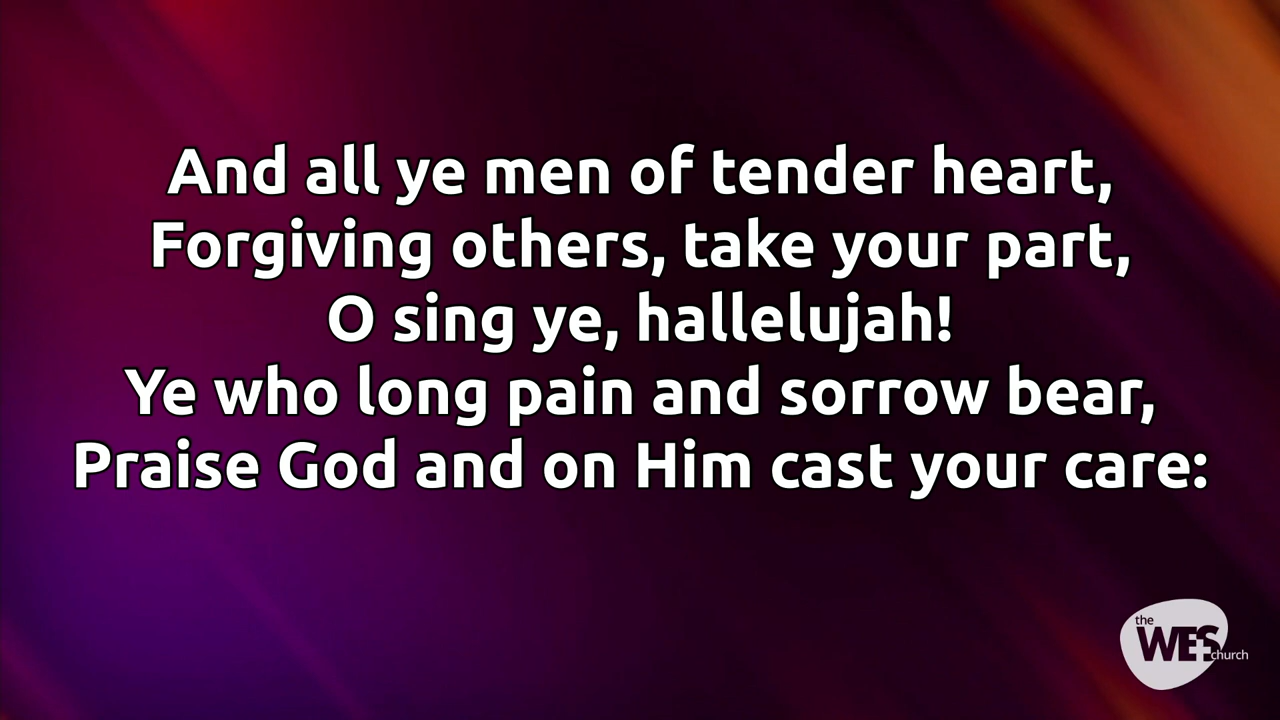 And all ye men of tender heart,
Forgiving others, take your part,
O sing ye, hallelujah!
Ye who long pain and sorrow bear,
Praise God and on Him cast your care:
the
WES
church